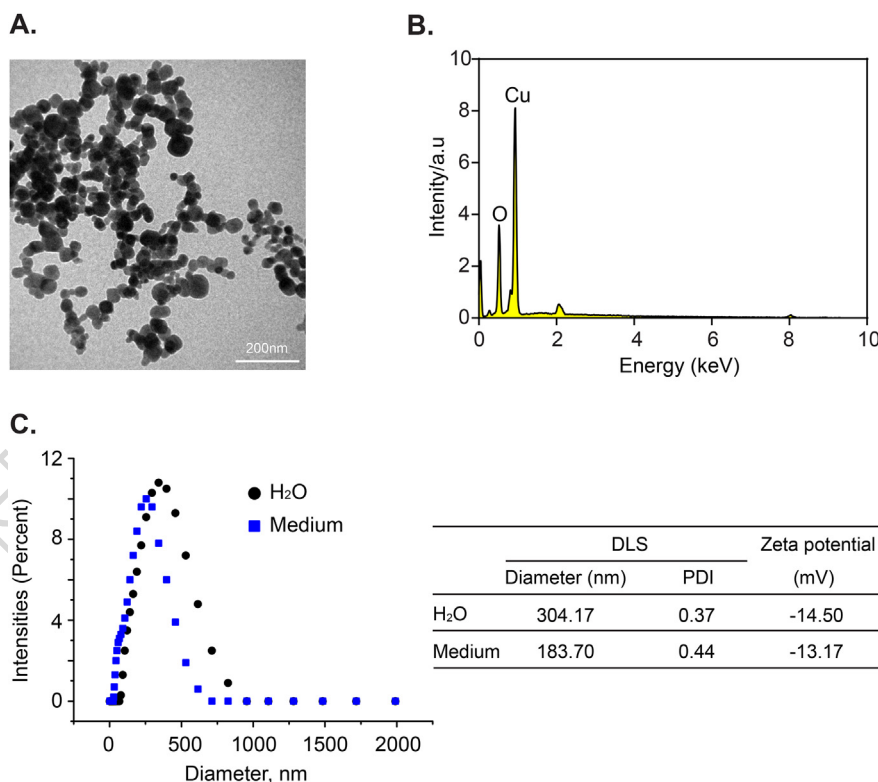 A.
200nm
B.
10
8
6
4
2
0
Intenity/a.u
Cu
O
0 2 4 6 8 10
Energy (keV)
C.
12
8
4
0
Intensities (Percent)
H₂O
Medium
0 500 1000 1500 2000
Diameter, nm
DLS Zeta potential
Diameter (nm) PDI (mV)
H₂O 304.17 0.37 -14.50
Medium 183.70 0.44 -13.17